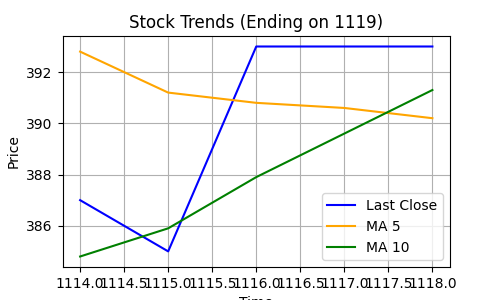 Stock Trends (Ending on 1119)
Price
392
390
388
386
Last Close
MA 5
MA 10
1114.0 1114.5 1115.0 1115.5 1116.0 1116.5 1117.0 1117.5 1118.0
Time